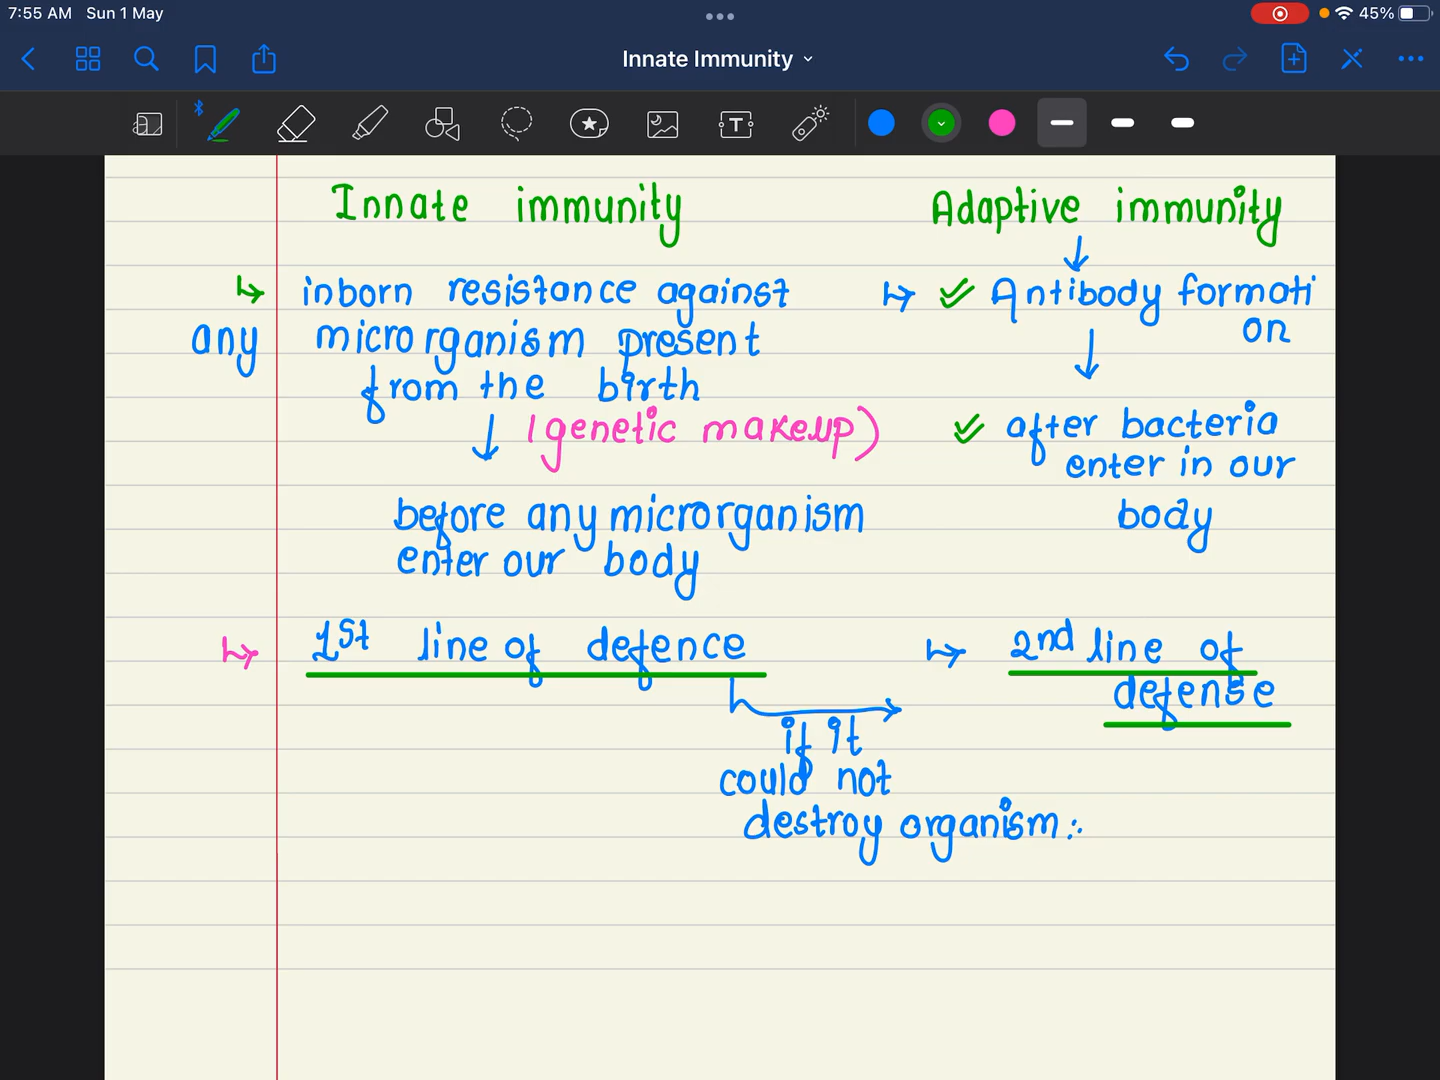 7:55 AM Sun 1 May
45%
Innate Immunity
T
Innate immunity
Adaptive immunity
inborn resistance against
any microrganism present
from the birth
(genetic makeup)
before any microrganism
enter our body
Antibody formati
on
after bacteria
enter in our
body
1st line of defence
2nd line of
defense
if it
could not
destroy organism